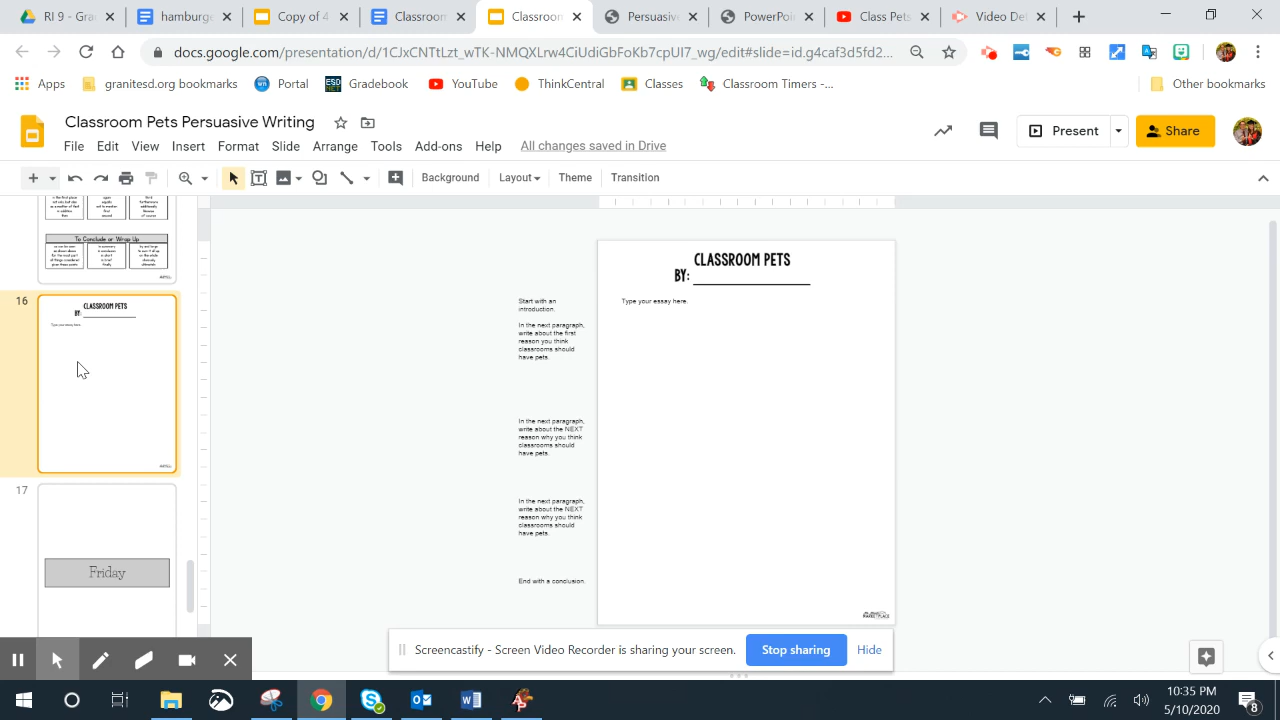 RI 9 -
hamburg
Copy of 4
Classroon
Classroom
Persuasive
PowerPoi
Class Pets
Video De
docs.google.com/presentation/d/1CJxCNTtLzt_wTK-NMQXLrw4CiUdiGbFoKb7cpUI7_wg/edit#slide=id.g4caf3d5fd2...
Apps
granitesd.org bookmarks
Portal
Gradebook
YouTube
ThinkCentral
Classes
Classroom Timers -...
Other bookmarks
Classroom Pets Persuasive Writing
File Edit View Insert Format Slide Arrange Tools Add-ons Help All changes saved in Drive
Present
Share
Background
Layout
Theme
Transition
To Conclude or Wrap Up
16
CLASSROOM PETS
BY:
Type your essay here.
17
Friday
CLASSROOM PETS
BY:
Type your essay here.
Start with an
introduction.
In the next paragraph,
write about the first
reason you think
classrooms should
have pets.
In the next paragraph,
write about the NEXT
reason why you think
classrooms should
have pets.
In the next paragraph,
write about the NEXT
reason why you think
classrooms should
have pets.
End with a conclusion.
Screencastify - Screen Video Recorder is sharing your screen.
Stop sharing
Hide
10:35 PM
5/10/2020
8